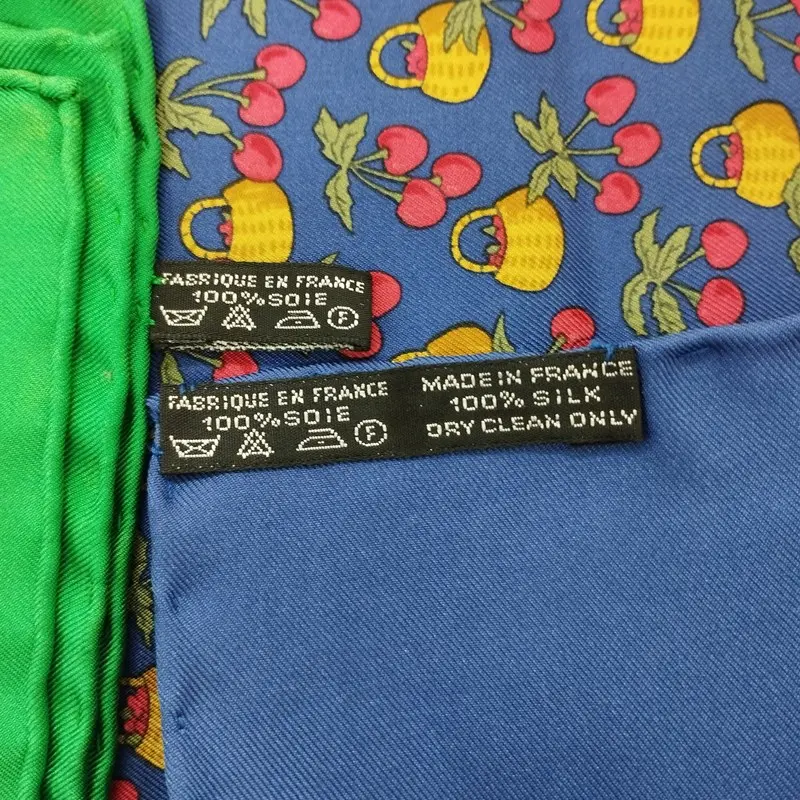 FABRIQUE EN FRANCE
100% SOIE
F
FABRIQUE EN FRANCE
100% SOIE
F
MADE IN FRANCE
100% SILK
DRY CLEAN ONLY